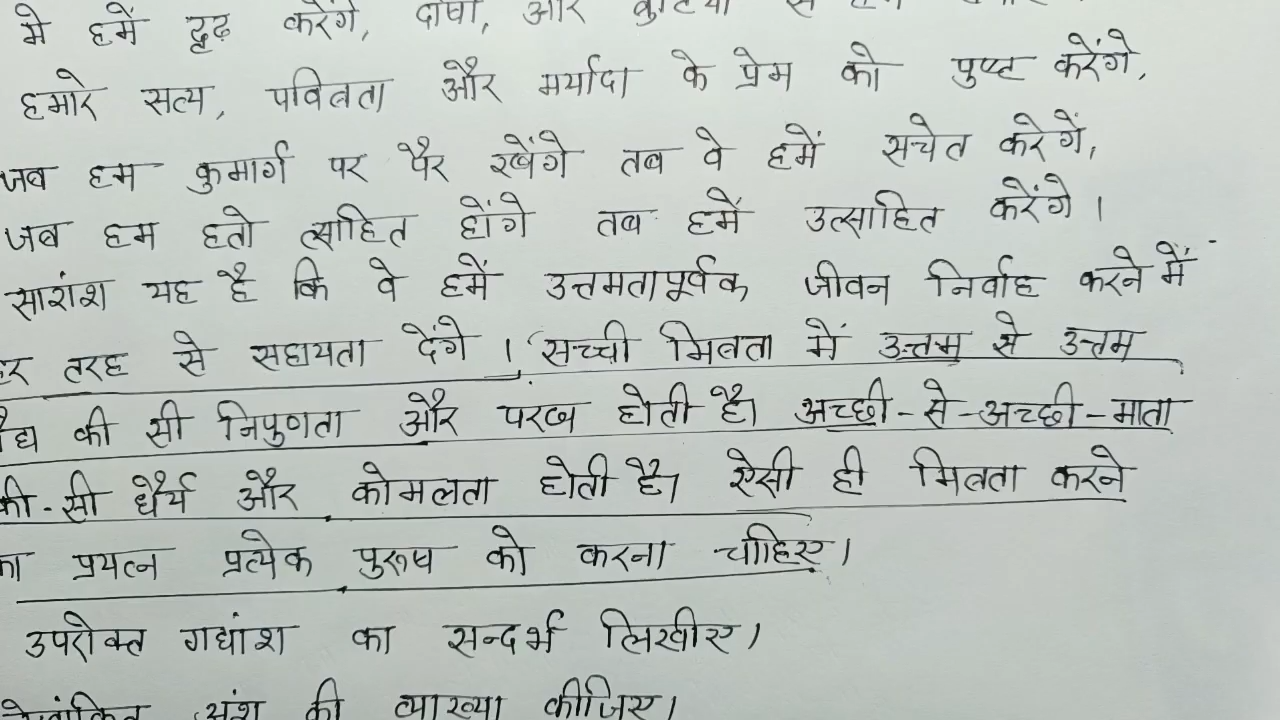 में हमें दृढ़ करेंगे, दोषों, और
हमारे सत्य, पवित्रता और मर्यादा के प्रेम को पुष्ट करेंगे,
जब हम कुमार्ग पर पैर रखेंगे तब वे हमें सचेत करेगें,
जब हम हतो त्साहित होंगे तब हमें उत्साहित करेंगे।
सारांश यह है कि वे हमें उत्तमतापूर्वक जीवन निर्वाह करने में
हर तरह से सहायता देंगे। सच्ची मित्रता में उत्तम से उत्तम
वैद्य की सी निपुणता और परख होती है। अच्छी-से-अच्छी-माता
की-सी धैर्य और कोमलता होती है। ऐसी ही मित्रता करने
का प्रयत्न प्रत्येक पुरुष को करना चाहिए।
उपरोक्त गद्यांश का सन्दर्भ लिखीए।
रेखांकित अंश की व्याख्या कीजिए।